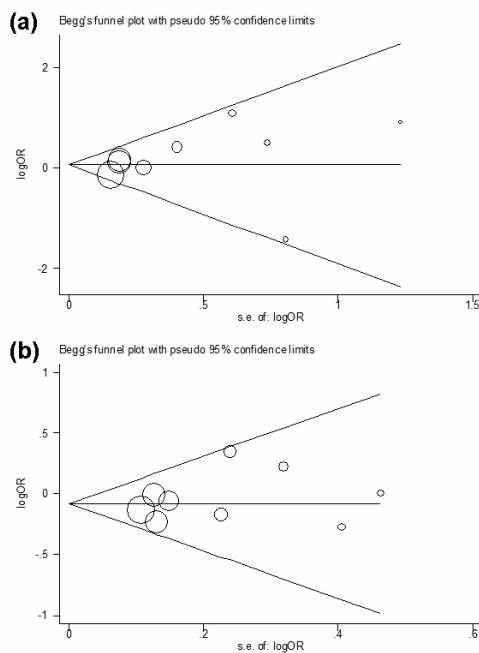 (a)
Begg's funnel plot with pseudo 95% confidence limits
logOR
2
0
-2
0 .5 1 1.5
s.e. of: logOR
(b)
Begg's funnel plot with pseudo 95% confidence limits
logOR
1
.5
0
-.5
-1
0 .2 .4 .6
s.e. of: logOR